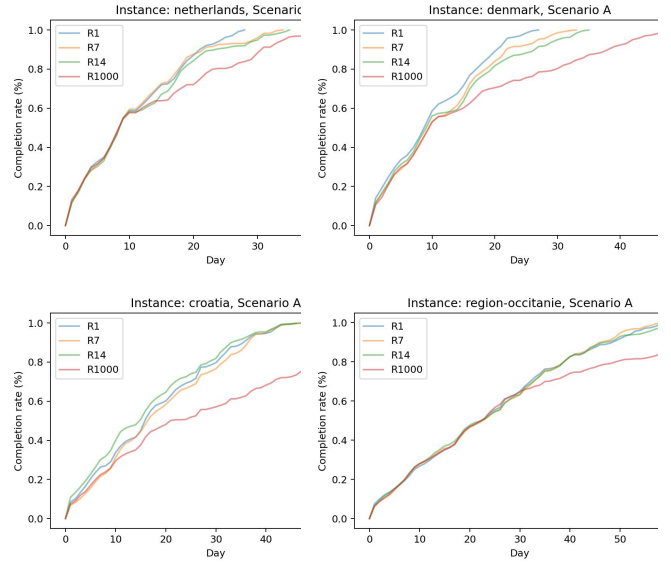 Instance: netherlands, Scenario
Completion rate (%)
1.0
0.8
0.6
0.4
0.2
0.0
R1
R7
R14
R1000
0 10 20 30
Day
Instance: denmark, Scenario A
Completion rate (%)
1.0
0.8
0.6
0.4
0.2
0.0
R1
R7
R14
R1000
0 10 20 30 40
Day
Instance: croatia, Scenario A
Completion rate (%)
1.0
0.8
0.6
0.4
0.2
0.0
R1
R7
R14
R1000
0 10 20 30 40
Day
Instance: region-occitanie, Scenario A
Completion rate (%)
1.0
0.8
0.6
0.4
0.2
0.0
R1
R7
R14
R1000
0 10 20 30 40 50
Day